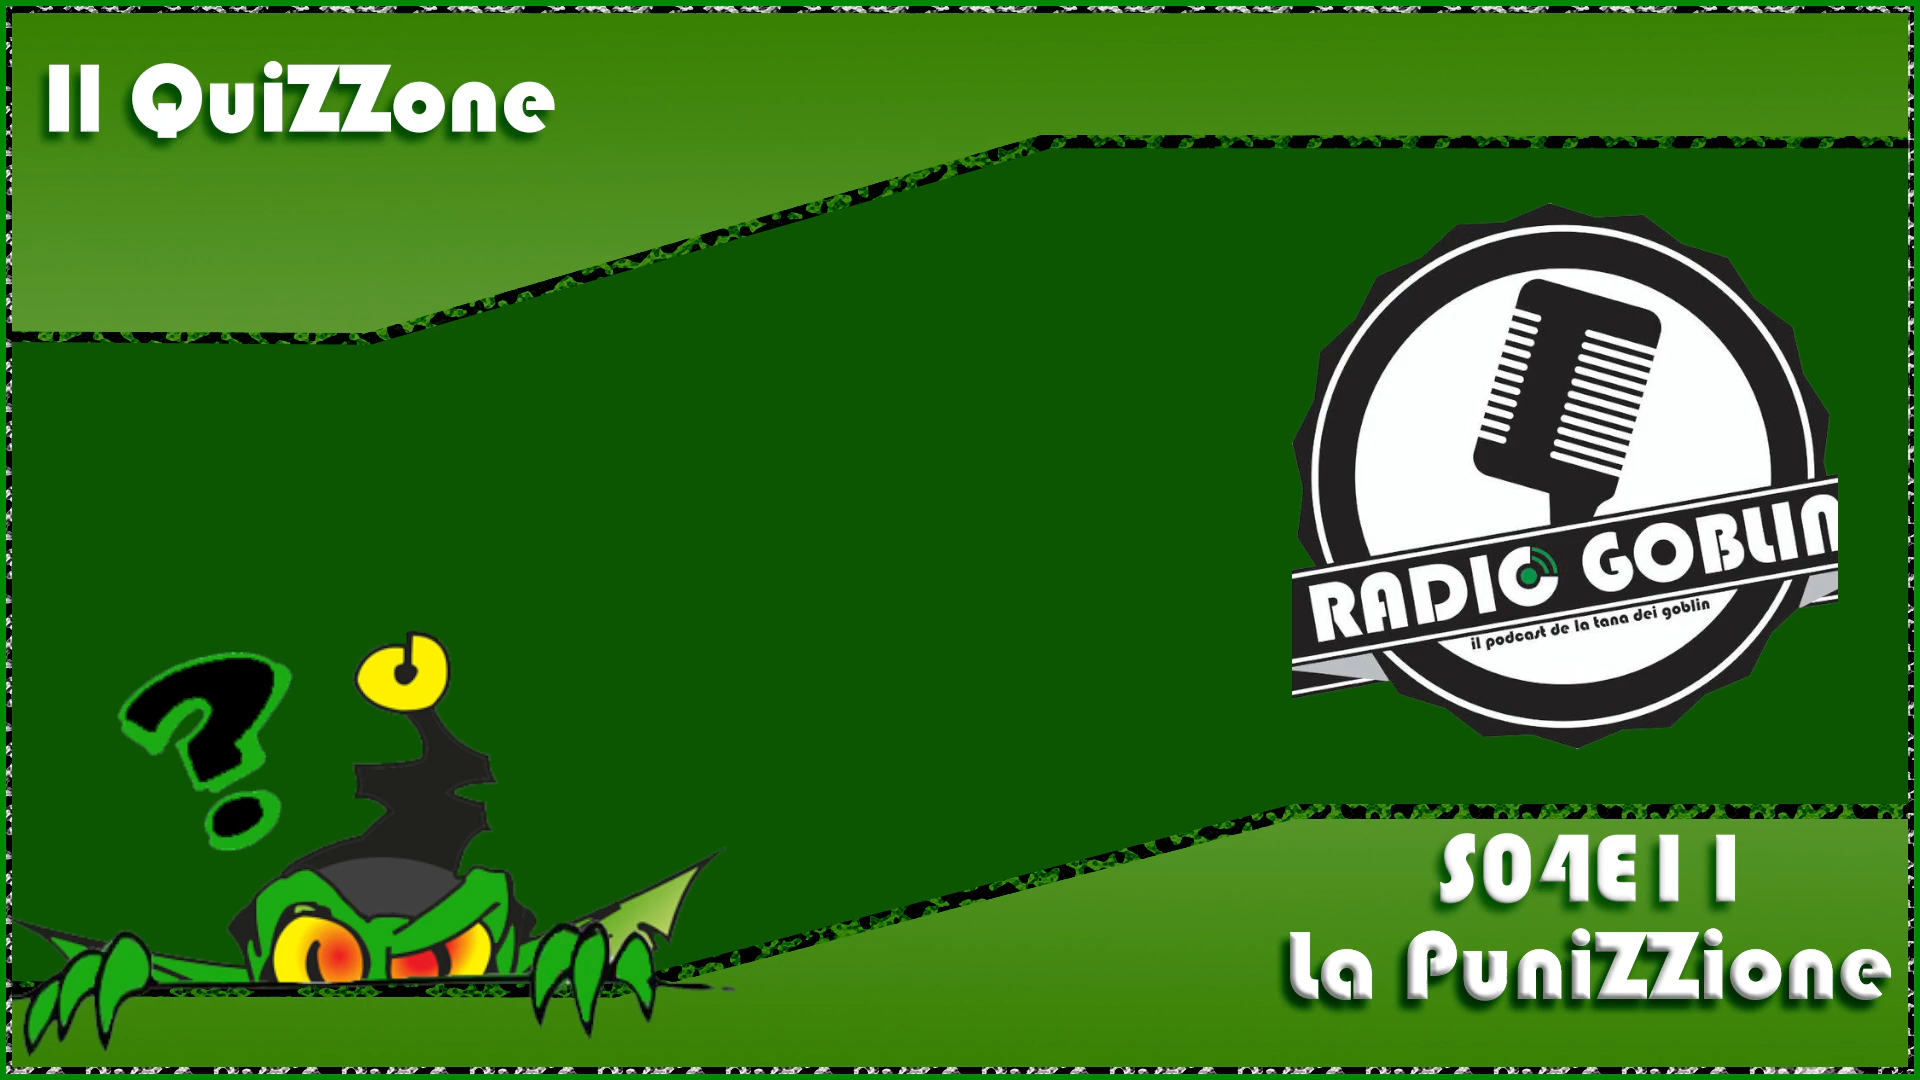 Il QuiZZone
RADIO GOBLIN
il podcast de la tana dei goblin
?
S04E11
La PuniZZione